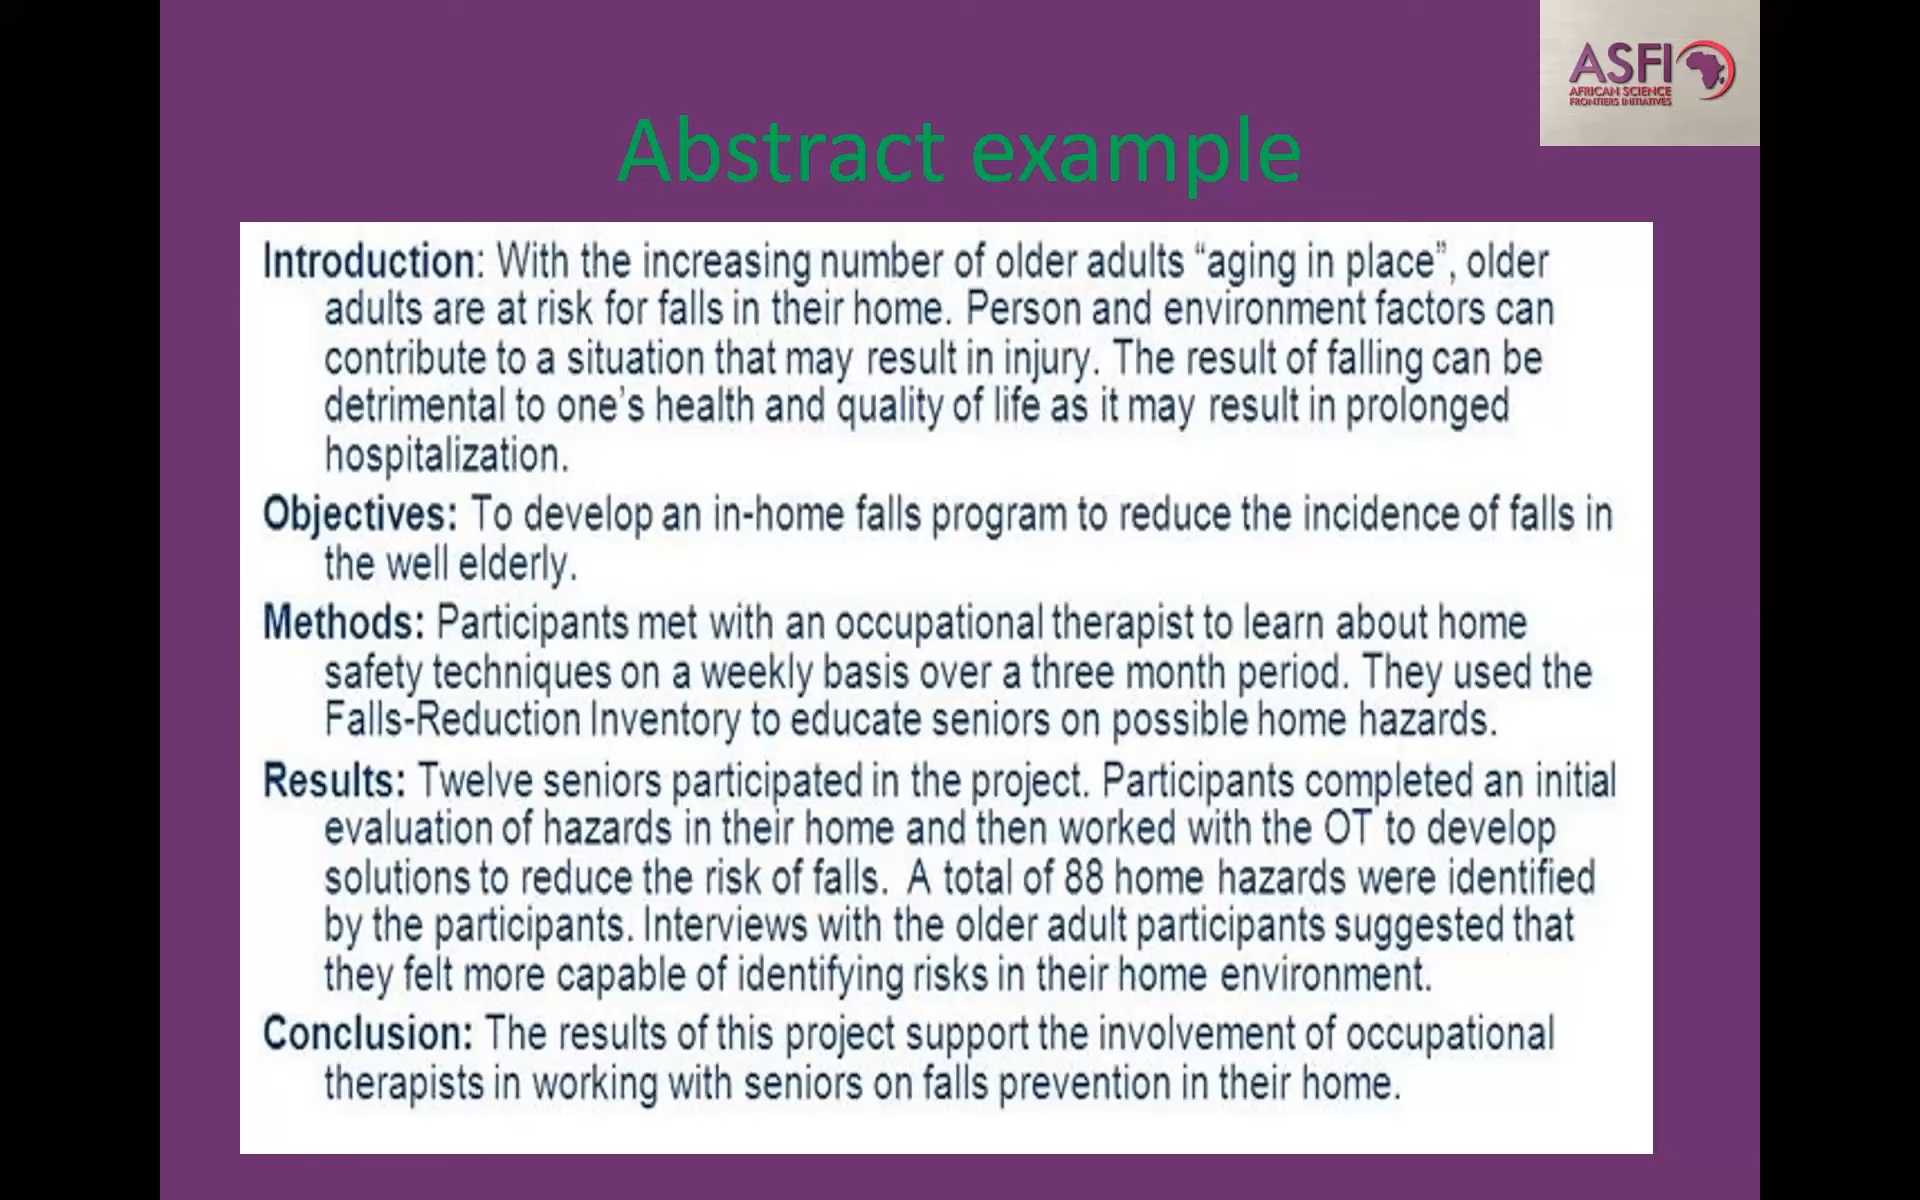 ASFI
AFRICAN SCIENCE
FRONTIERS INITIATIVES
Abstract example
Introduction: With the increasing number of older adults “aging in place”, older
adults are at risk for falls in their home. Person and environment factors can
contribute to a situation that may result in injury. The result of falling can be
detrimental to one’s health and quality of life as it may result in prolonged
hospitalization.
Objectives: To develop an in-home falls program to reduce the incidence of falls in
the well elderly.
Methods: Participants met with an occupational therapist to learn about home
safety techniques on a weekly basis over a three month period. They used the
Falls-Reduction Inventory to educate seniors on possible home hazards.
Results: Twelve seniors participated in the project. Participants completed an initial
evaluation of hazards in their home and then worked with the OT to develop
solutions to reduce the risk of falls. A total of 88 home hazards were identified
by the participants. Interviews with the older adult participants suggested that
they felt more capable of identifying risks in their home environment.
Conclusion: The results of this project support the involvement of occupational
therapists in working with seniors on falls prevention in their home.